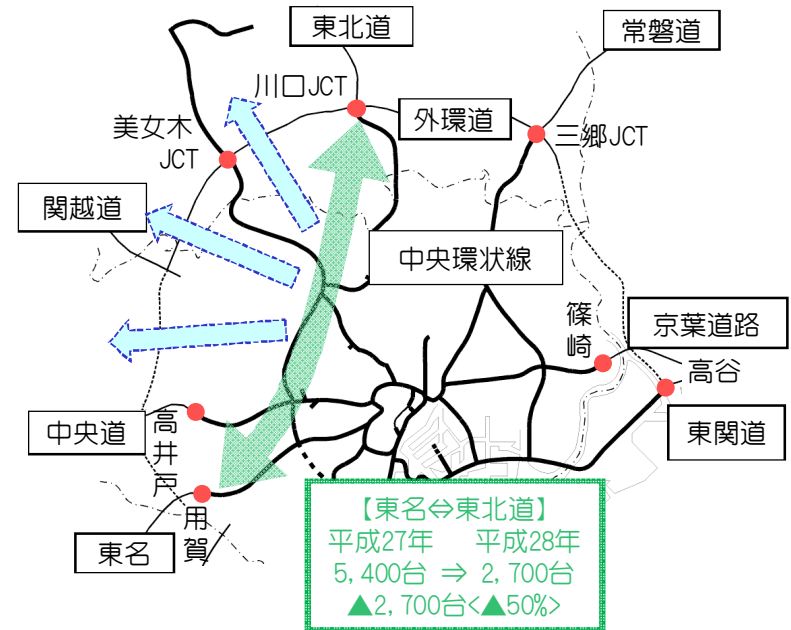 東北道
常磐道
川口JCT
外環道
美女木
JCT
三郷JCT
関越道
中央環状線
篠崎
京葉道路
高谷
中央道
高井戸
東関道
用賀
東名
【東名⇔東北道】
平成27年 平成28年
5,400台 ⇒ 2,700台
▲2,700台<▲50%>